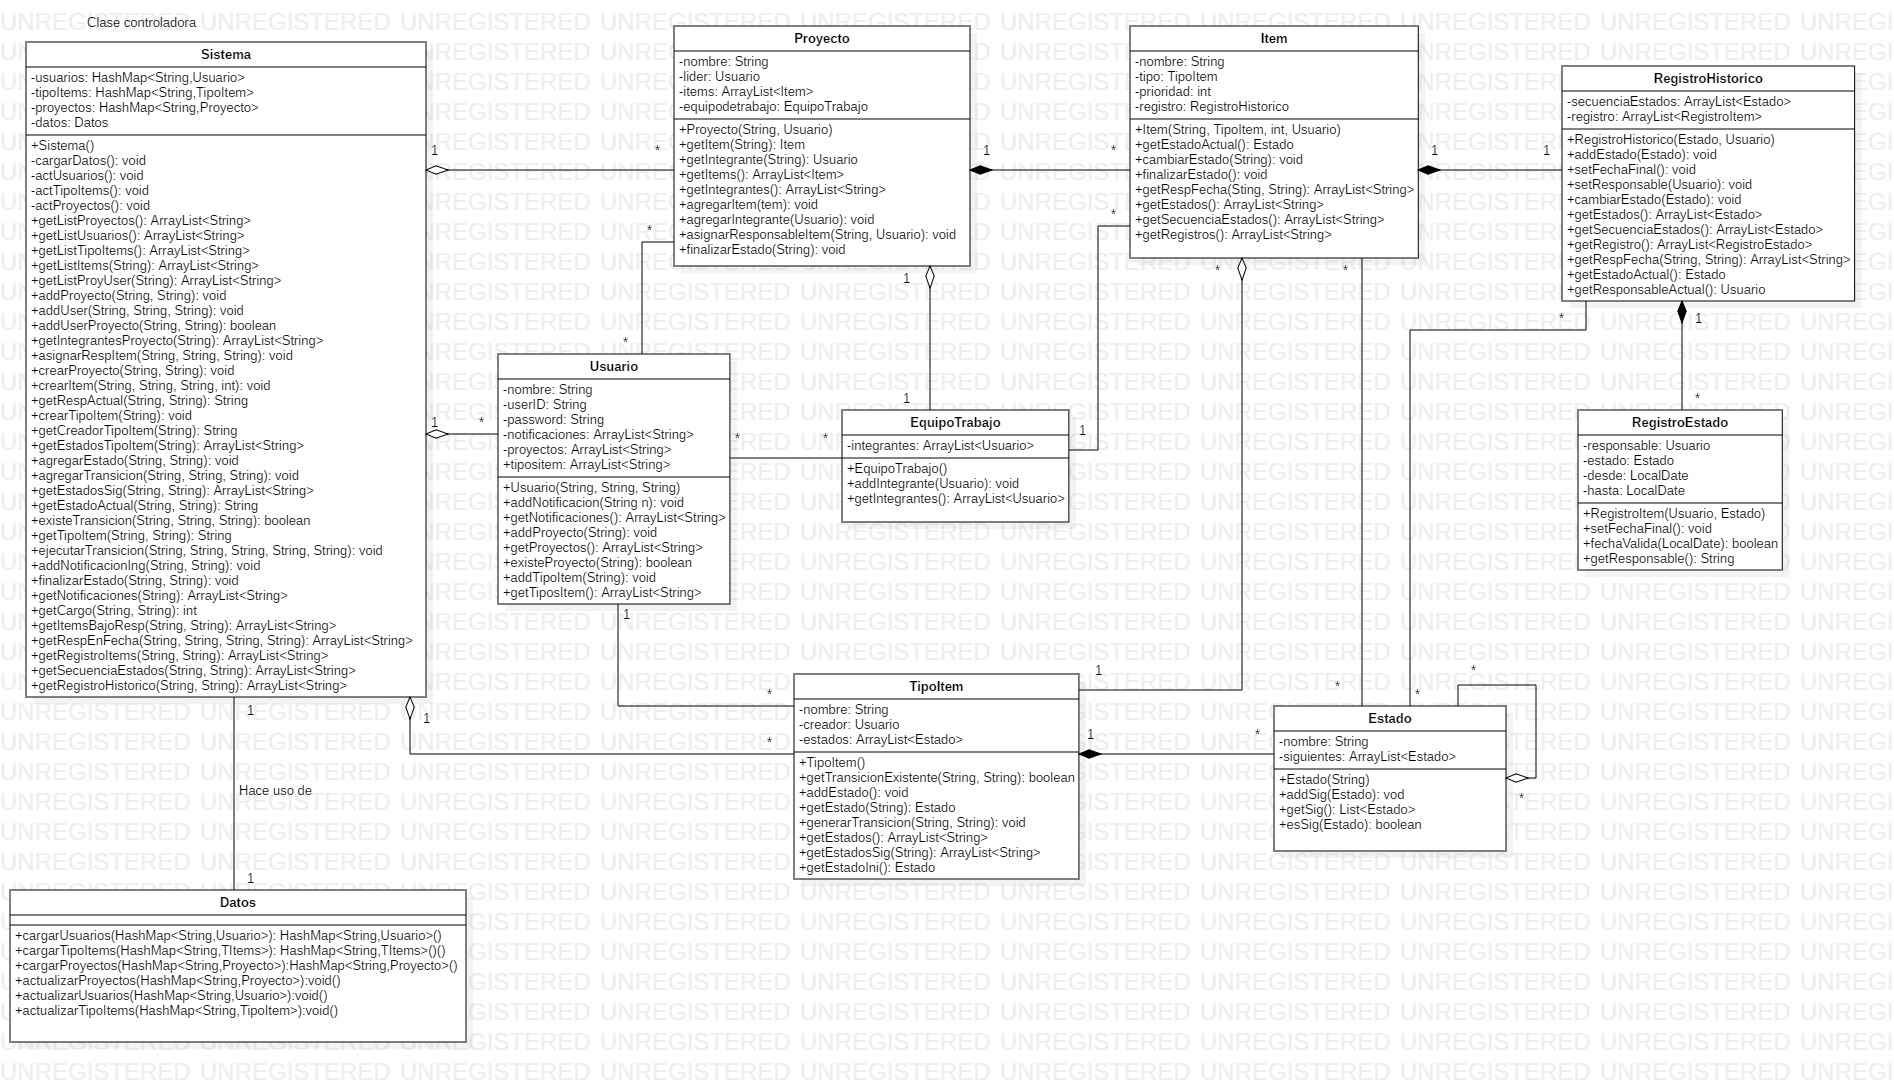 Clase controladora
Sistema
-usuarios: HashMap<String,Usuario>
-tipoItems: HashMap<String,TipoItem>
-proyectos: HashMap<String,Proyecto>
-datos: Datos
+Sistema()
-cargarDatos(): void
-actUsuarios(): void
-actTipoItems(): void
-actProyectos(): void
+getListProyectos(): ArrayList<String>
+getListUsuarios(): ArrayList<String>
+getListTipoItems(): ArrayList<String>
+getListItems(String): ArrayList<String>
+getListProyUser(String): ArrayList<String>
+addProyecto(String, String): void
+addUser(String, String, String): void
+addUserProyecto(String, String): boolean
+getIntegrantesProyecto(String): ArrayList<String>
+asignarRespItem(String, String, String): void
+crearProyecto(String, String): void
+crearItem(String, String, String, int): void
+getRespActual(String, String): String
+crearTipoItem(String): void
+getCreadorTipoItem(String): String
+getEstadosTipoItem(String): ArrayList<String>
+agregarEstado(String, String): void
+agregarTransicion(String, String, String): void
+getEstadosSig(String, String): ArrayList<String>
+getEstadoActual(String, String): String
+existeTransicion(String, String, String): boolean
+getTipoItem(String, String): String
+ejecutarTransicion(String, String, String, String, String): void
+addNotificacionIng(String, String): void
+finalizarEstado(String, String): void
+getNotificaciones(String): ArrayList<String>
+getCargo(String, String): int
+getItemsBajoResp(String, String): ArrayList<String>
+getRespEnFecha(String, String, String, String): ArrayList<String>
+getRegistroItems(String, String): ArrayList<String>
+getSecuenciaEstados(String, String): ArrayList<String>
+getRegistroHistorico(String, String): ArrayList<String>
1
*
1
*
1
*
1
Hace uso de
1
Datos
+cargarUsuarios(HashMap<String,Usuario>): HashMap<String,Usuario>()
+cargarTipoItems(HashMap<String,TItems>): HashMap<String,TItems>()()
+cargarProyectos(HashMap<String,Proyecto>):HashMap<String,Proyecto>()
+actualizarProyectos(HashMap<String,Proyecto>):void()
+actualizarUsuarios(HashMap<String,Usuario>):void()
+actualizarTipoItems(HashMap<String,TipoItem>):void()
Proyecto
-nombre: String
-lider: Usuario
-items: ArrayList<Item>
-equipodetrabajo: EquipoTrabajo
+Proyecto(String, Usuario)
+getItem(String): Item
+getIntegrante(String): Usuario
+getItems(): ArrayList<Item>
+getIntegrantes(): ArrayList<String>
+agregarItem(tem): void
+agregarIntegrante(Usuario): void
+asignarResponsableItem(String, Usuario): void
+finalizarEstado(String): void
*
*
1
1
1
*
Usuario
-nombre: String
-userID: String
-password: String
-notificaciones: ArrayList<String>
-proyectos: ArrayList<String>
+tipositem: ArrayList<String>
+Usuario(String, String, String)
+addNotificacion(String n): void
+getNotificaciones(): ArrayList<String>
+addProyecto(String): void
+getProyectos(): ArrayList<String>
+existeProyecto(String): boolean
+addTipoItem(String): void
+getTiposItem(): ArrayList<String>
*
*
1
*
EquipoTrabajo
-integrantes: ArrayList<Usuario>
+EquipoTrabajo()
+addIntegrante(Usuario): void
+getIntegrantes(): ArrayList<Usuario>
1
*
Item
-nombre: String
-tipo: TipoItem
-prioridad: int
-registro: RegistroHistorico
+Item(String, TipoItem, int, Usuario)
+getEstadoActual(): Estado
+cambiarEstado(String): void
+finalizarEstado(): void
+getRespFecha(Sting, String): ArrayList<String>
+getEstados(): ArrayList<String>
+getSecuenciaEstados(): ArrayList<String>
+getRegistros(): ArrayList<String>
1
1
*
*
1
*
RegistroHistorico
-secuenciaEstados: ArrayList<Estado>
-registro: ArrayList<RegistroItem>
+RegistroHistorico(Estado, Usuario)
+addEstado(Estado): void
+setFechaFinal(): void
+setResponsable(Usuario): void
+cambiarEstado(Estado): void
+getEstados(): ArrayList<Estado>
+getSecuenciaEstados(): ArrayList<Estado>
+getRegistro(): ArrayList<RegistroEstado>
+getRespFecha(String, String): ArrayList<String>
+getEstadoActual(): Estado
+getResponsableActual(): Usuario
*
*
1
*
RegistroEstado
-responsable: Usuario
-estado: Estado
-desde: LocalDate
-hasta: LocalDate
+RegistroItem(Usuario, Estado)
+setFechaFinal(): void
+fechaValida(LocalDate): boolean
+getResponsable(): String
TipoItem
-nombre: String
-creador: Usuario
-estados: ArrayList<Estado>
+TipoItem()
+getTransicionExistente(String, String): boolean
+addEstado(): void
+getEstado(String): Estado
+generarTransicion(String, String): void
+getEstados(): ArrayList<String>
+getEstadosSig(String): ArrayList<String>
+getEstadoIni(): Estado
1
*
Estado
-nombre: String
-siguientes: ArrayList<Estado>
+Estado(String)
+addSig(Estado): vod
+getSig(): List<Estado>
+esSig(Estado): boolean
*
*
UNREGISTERED